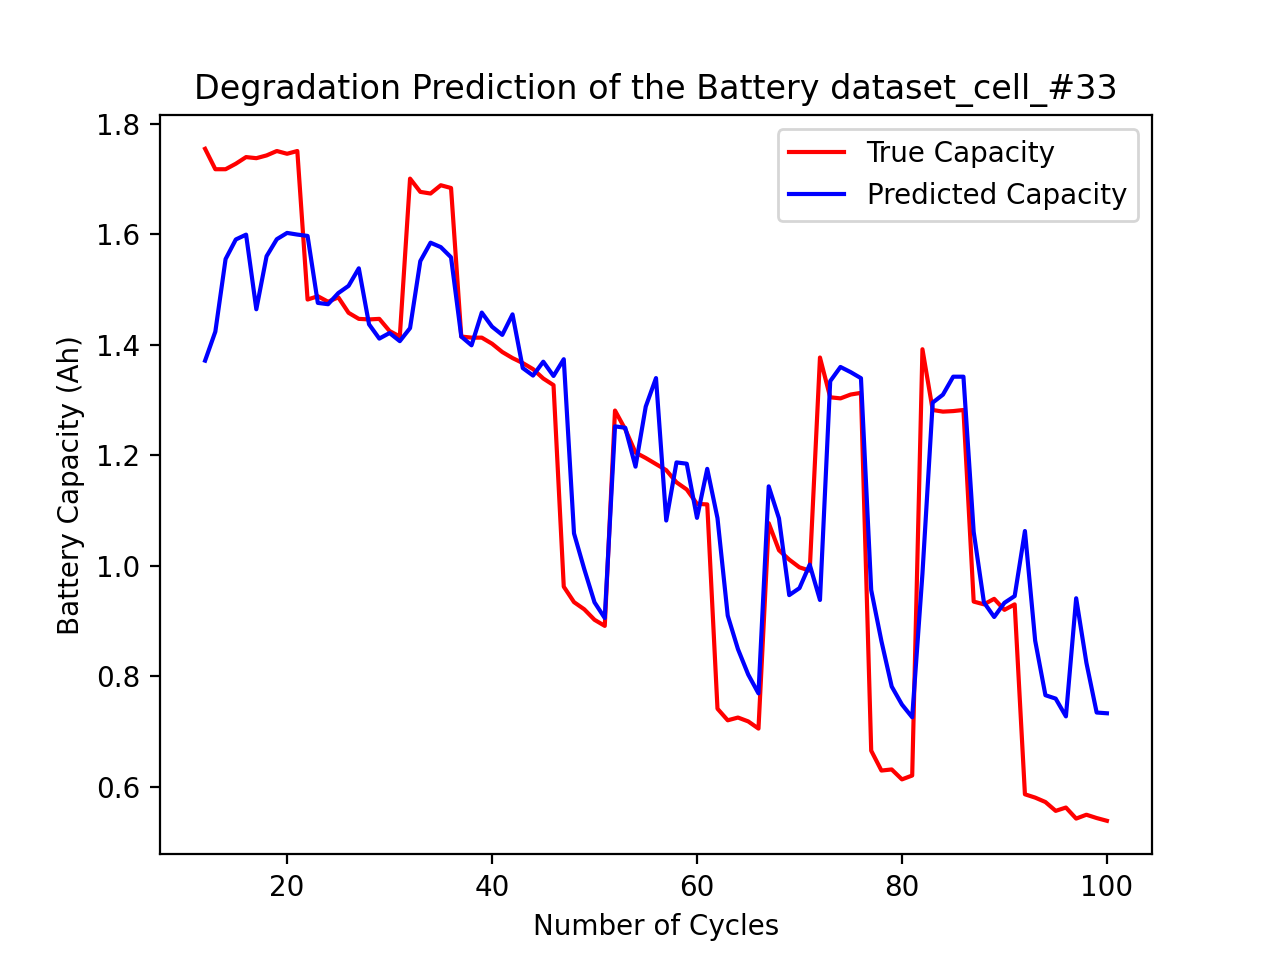 Degradation Prediction of the Battery dataset_cell_#33
True Capacity
Predicted Capacity
1.8
1.6
1.4
1.2
1.0
0.8
0.6
Battery Capacity (Ah)
20 40 60 80 100
Number of Cycles